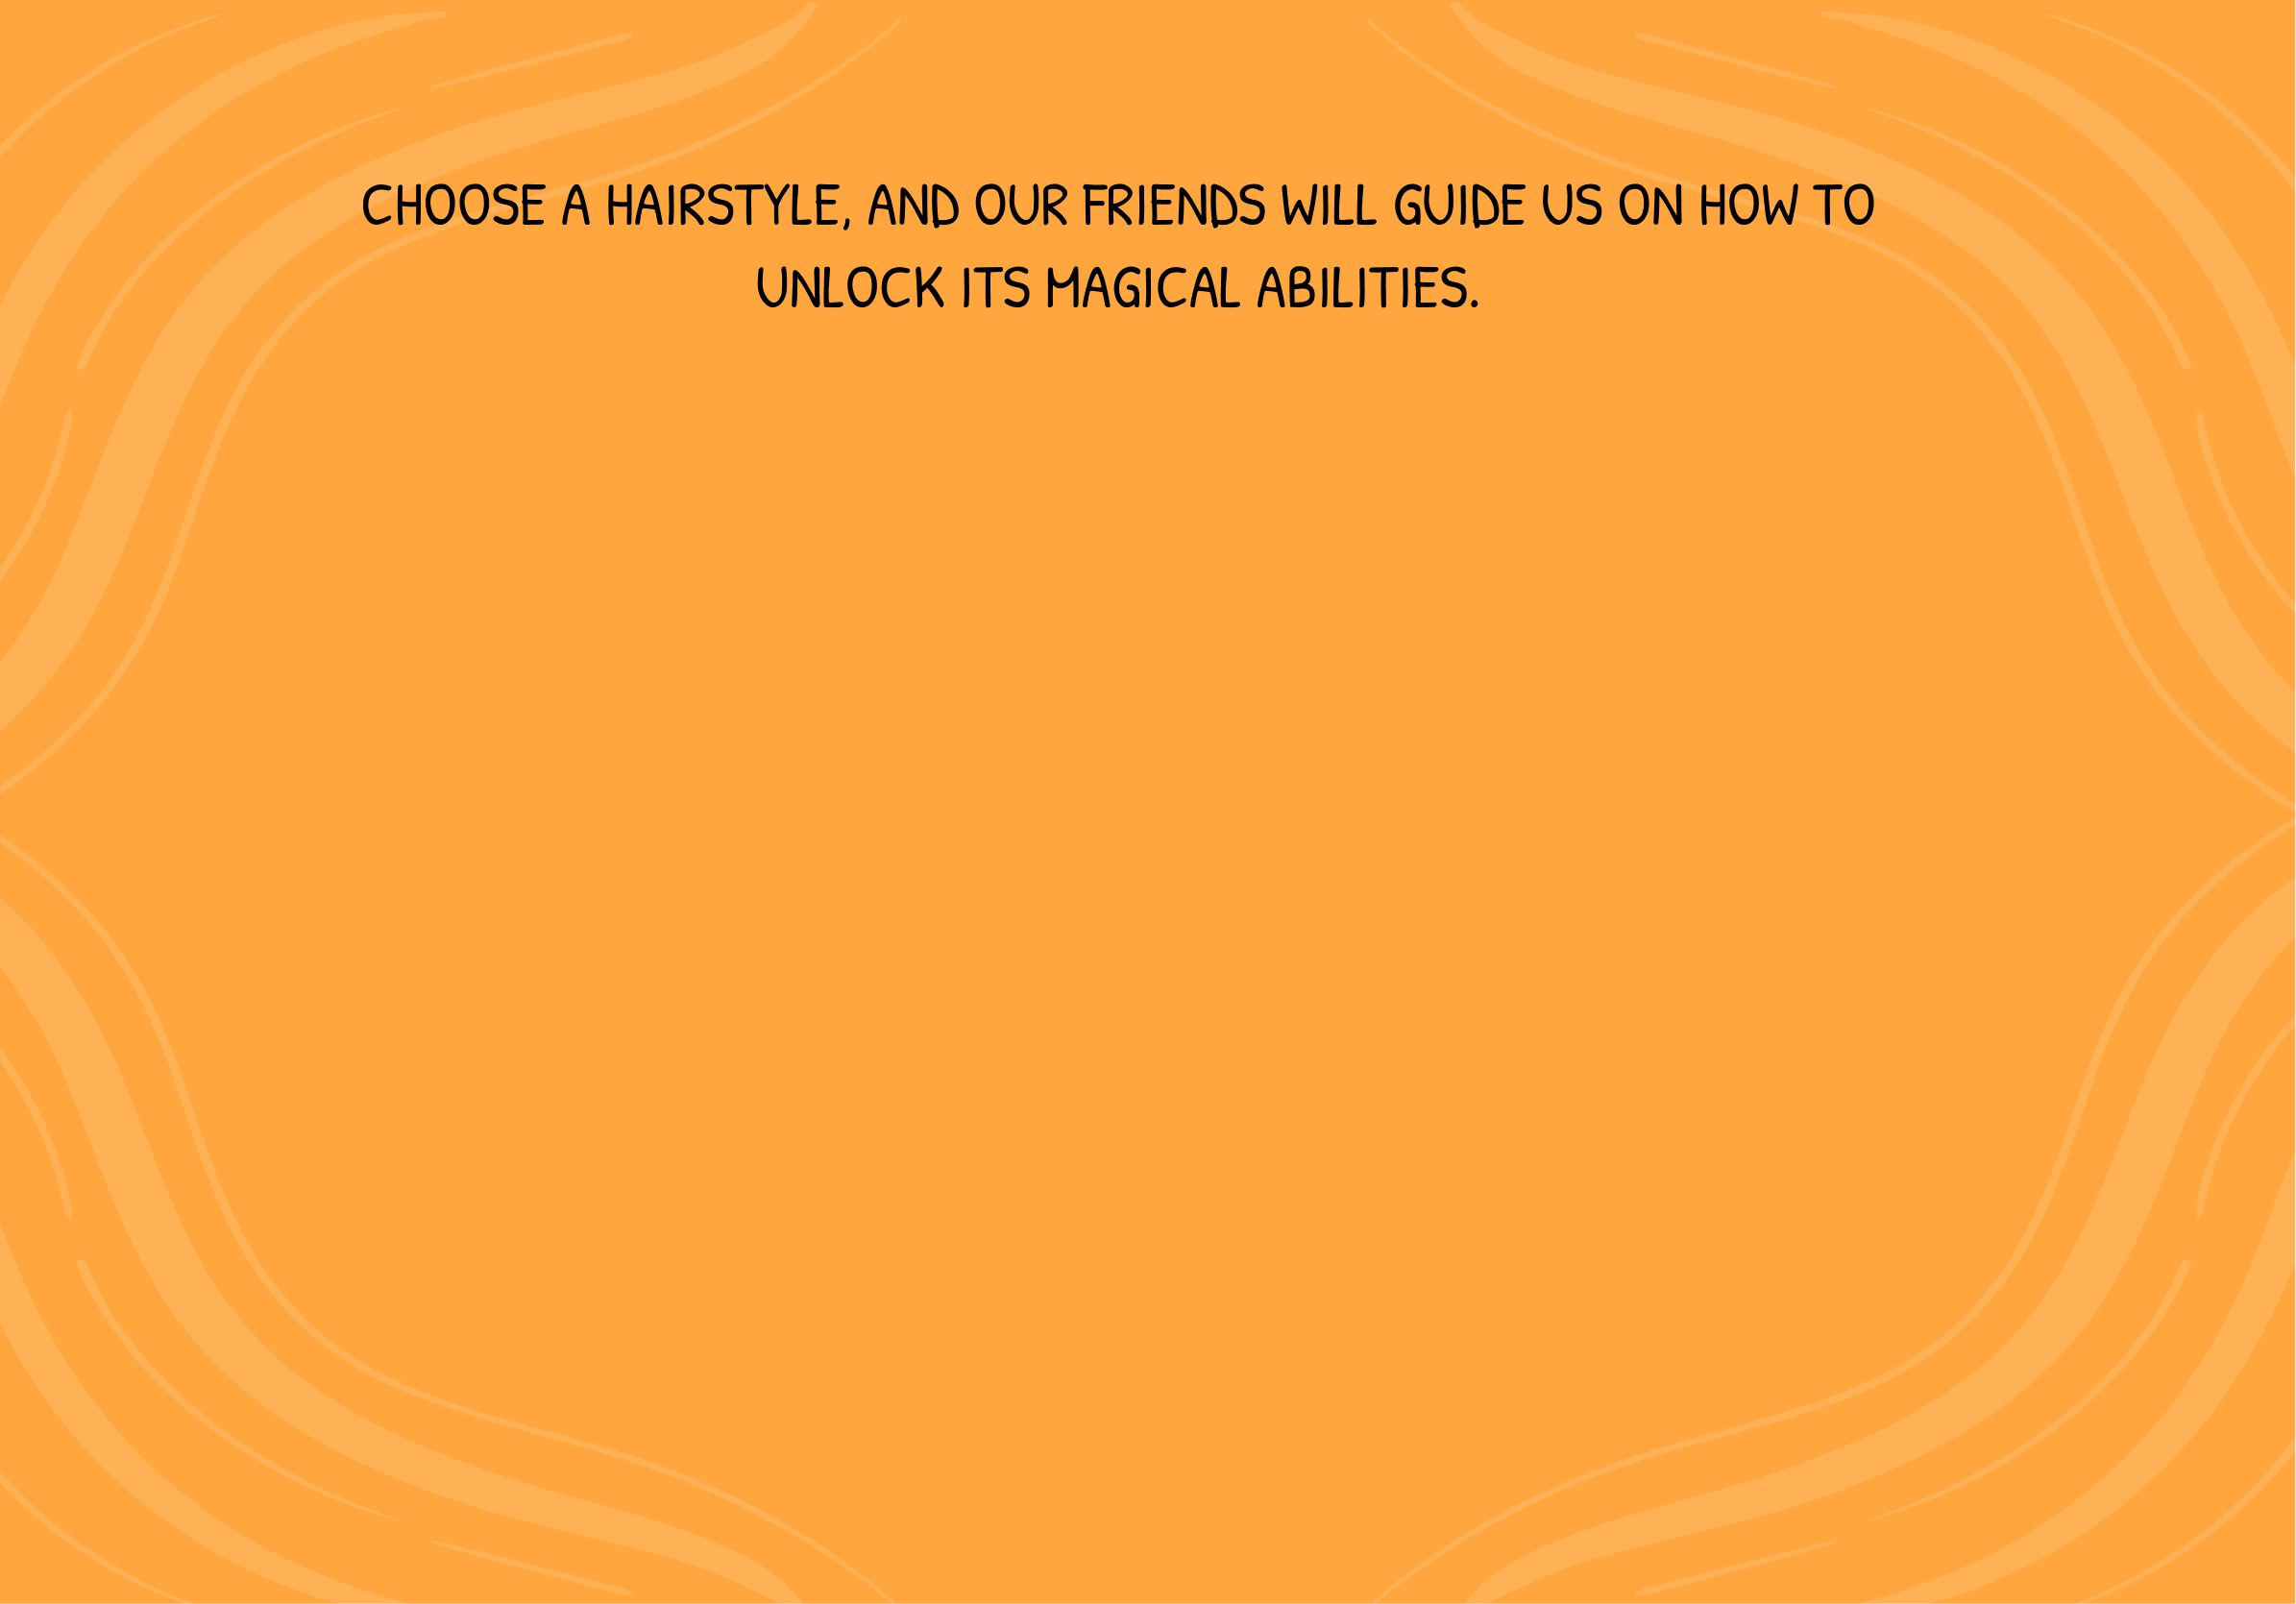 CHOOSE A HAIRSTYLE, AND OUR FRIENDS WILL GUIDE US ON HOW TO
UNLOCK ITS MAGICAL ABILITIES.